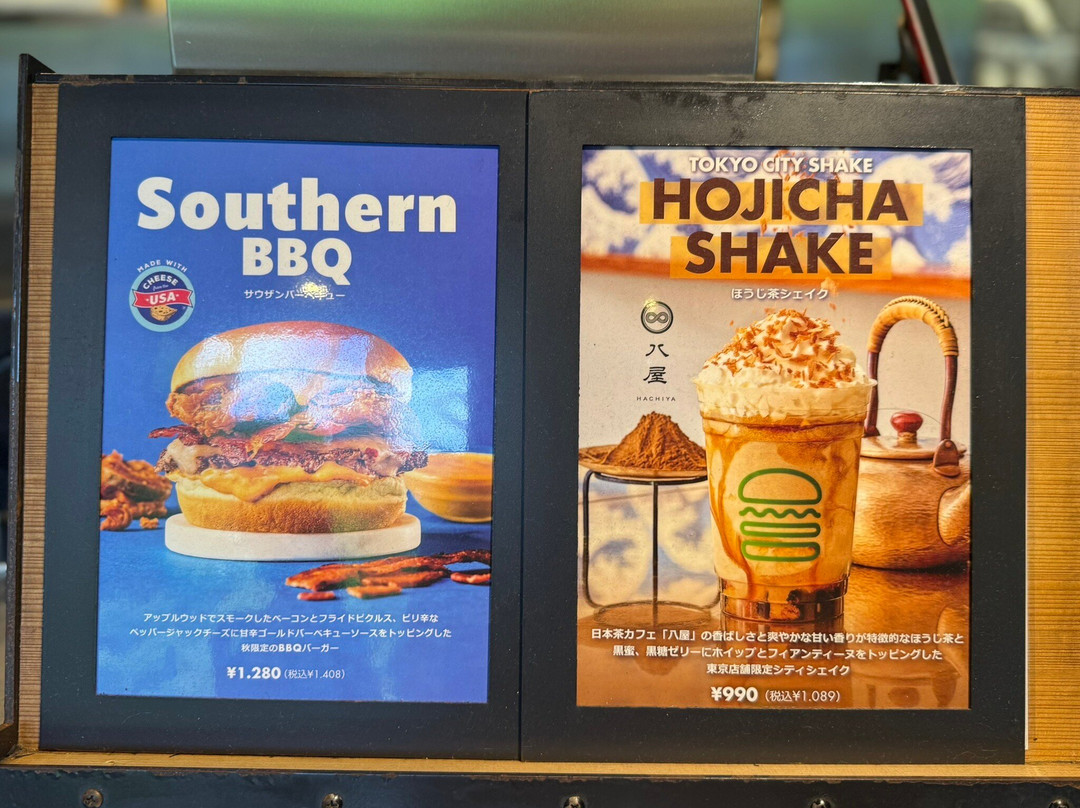 Southern
BBQ
サウザンバーベキュー
MADE WITH
CHEESE
from the
USA
アップルウッドでスモークしたベーコンとフライドピクルス、ピリ辛な
ペッパージャックチーズに甘辛ゴールドバーベキューソースをトッピングした
秋限定のBBQバーガー
¥1.280(税込¥1.408)
TOKYO CITY SHAKE
HOJICHA
SHAKE
ほうじ茶シェイク
八
屋
HACHIYA
日本茶カフェ「八屋」の香ばしさと爽やかな甘い香りが特徴的なほうじ茶と
黒蜜、黒糖ゼリーにホイップとフィアンティーヌをトッピングした
東京店舗限定シティシェイク
¥990(税込¥1.089)